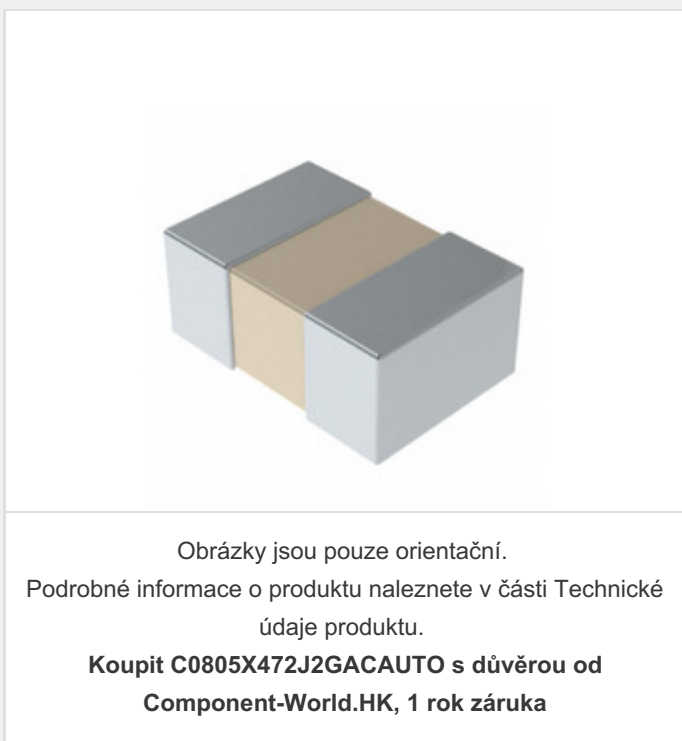 Obrázky jsou pouze orientační.
Podrobné informace o produktu naleznete v části Technické
údaje produktu.
Koupit C0805X472J2GACAUTO s důvěrou od
Component-World.HK, 1 rok záruka